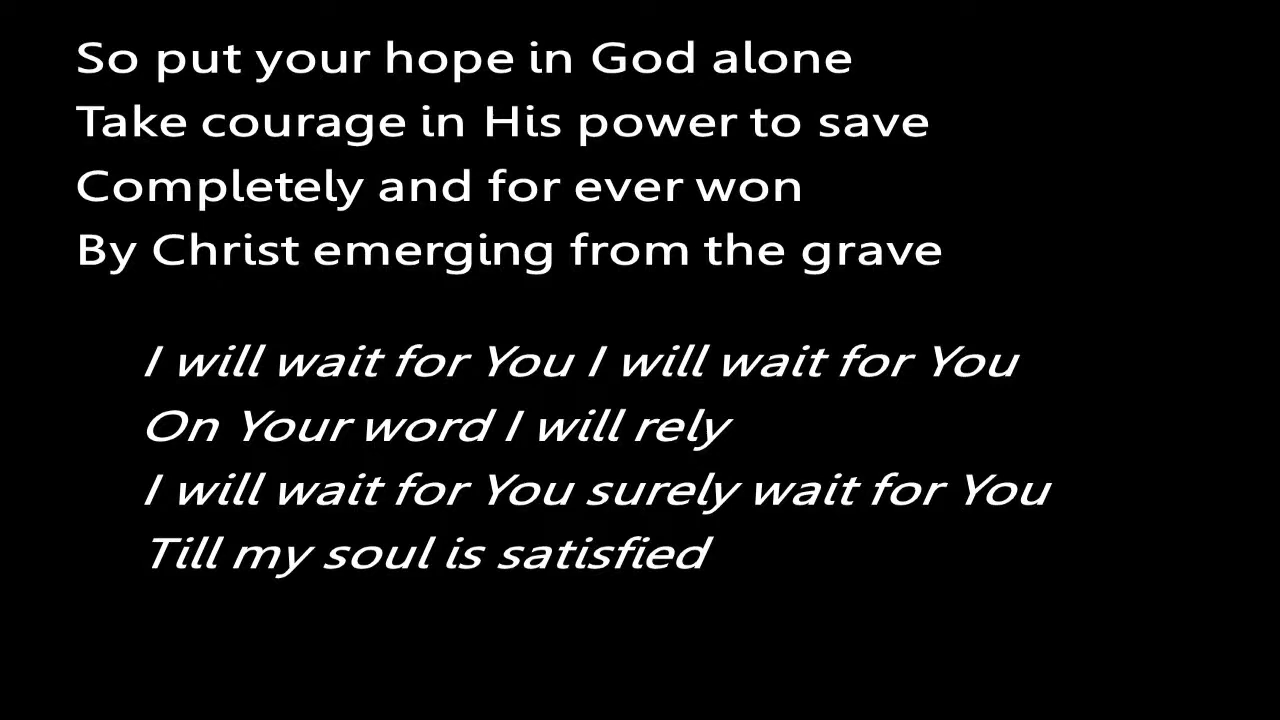 So put your hope in God alone
Take courage in His power to save
Completely and for ever won
By Christ emerging from the grave
I will wait for You I will wait for You
On Your word I will rely
I will wait for You surely wait for You
Till my soul is satisfied